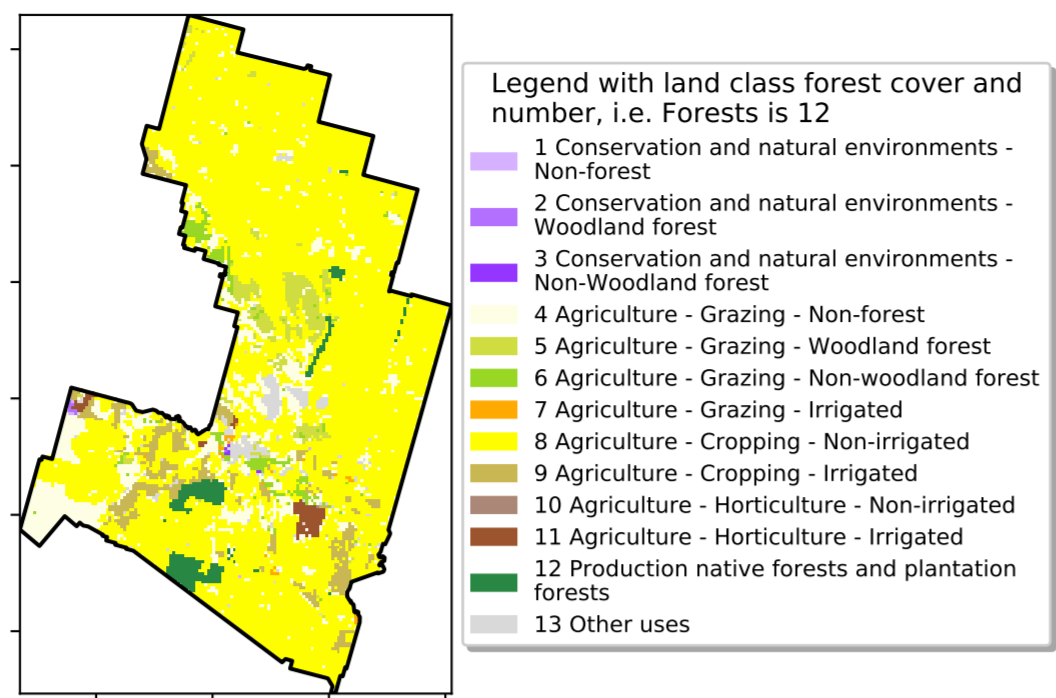 Legend with land class forest cover and
number, i.e. Forests is 12
1 Conservation and natural environments -
Non-forest
2 Conservation and natural environments -
Woodland forest
3 Conservation and natural environments -
Non-Woodland forest
4 Agriculture - Grazing - Non-forest
5 Agriculture - Grazing - Woodland forest
6 Agriculture - Grazing - Non-woodland forest
7 Agriculture - Grazing - Irrigated
8 Agriculture - Cropping - Non-irrigated
9 Agriculture - Cropping - Irrigated
10 Agriculture - Horticulture - Non-irrigated
11 Agriculture - Horticulture - Irrigated
12 Production native forests and plantation
forests
13 Other uses